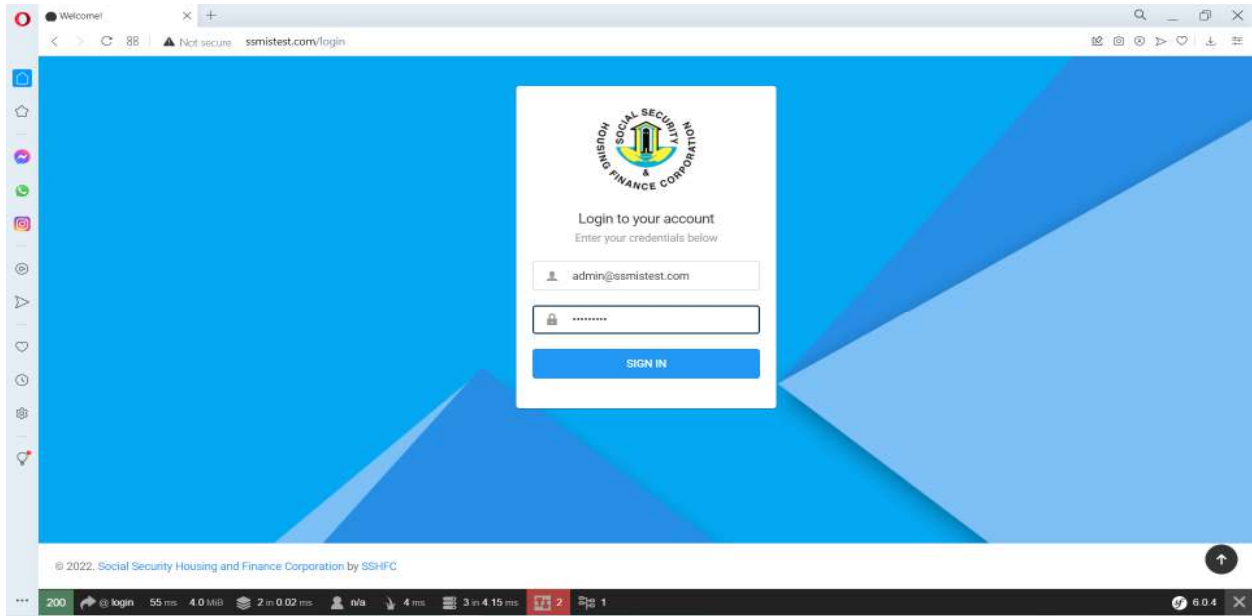 Welcome!
88
Not secure ssmistest.com/login
SOCIAL SECURITY
HOUSING & FINANCE CORPORATION
Login to your account
Enter your credentials below
admin@ssmistest.com
SIGN IN
© 2022. Social Security Housing and Finance Corporation by SSHFC
200 @ login 55 ms 4.0 MiB 2 in 0.02 ms n/a 4 ms 3 in 4.15 ms 2 1 6.0.4